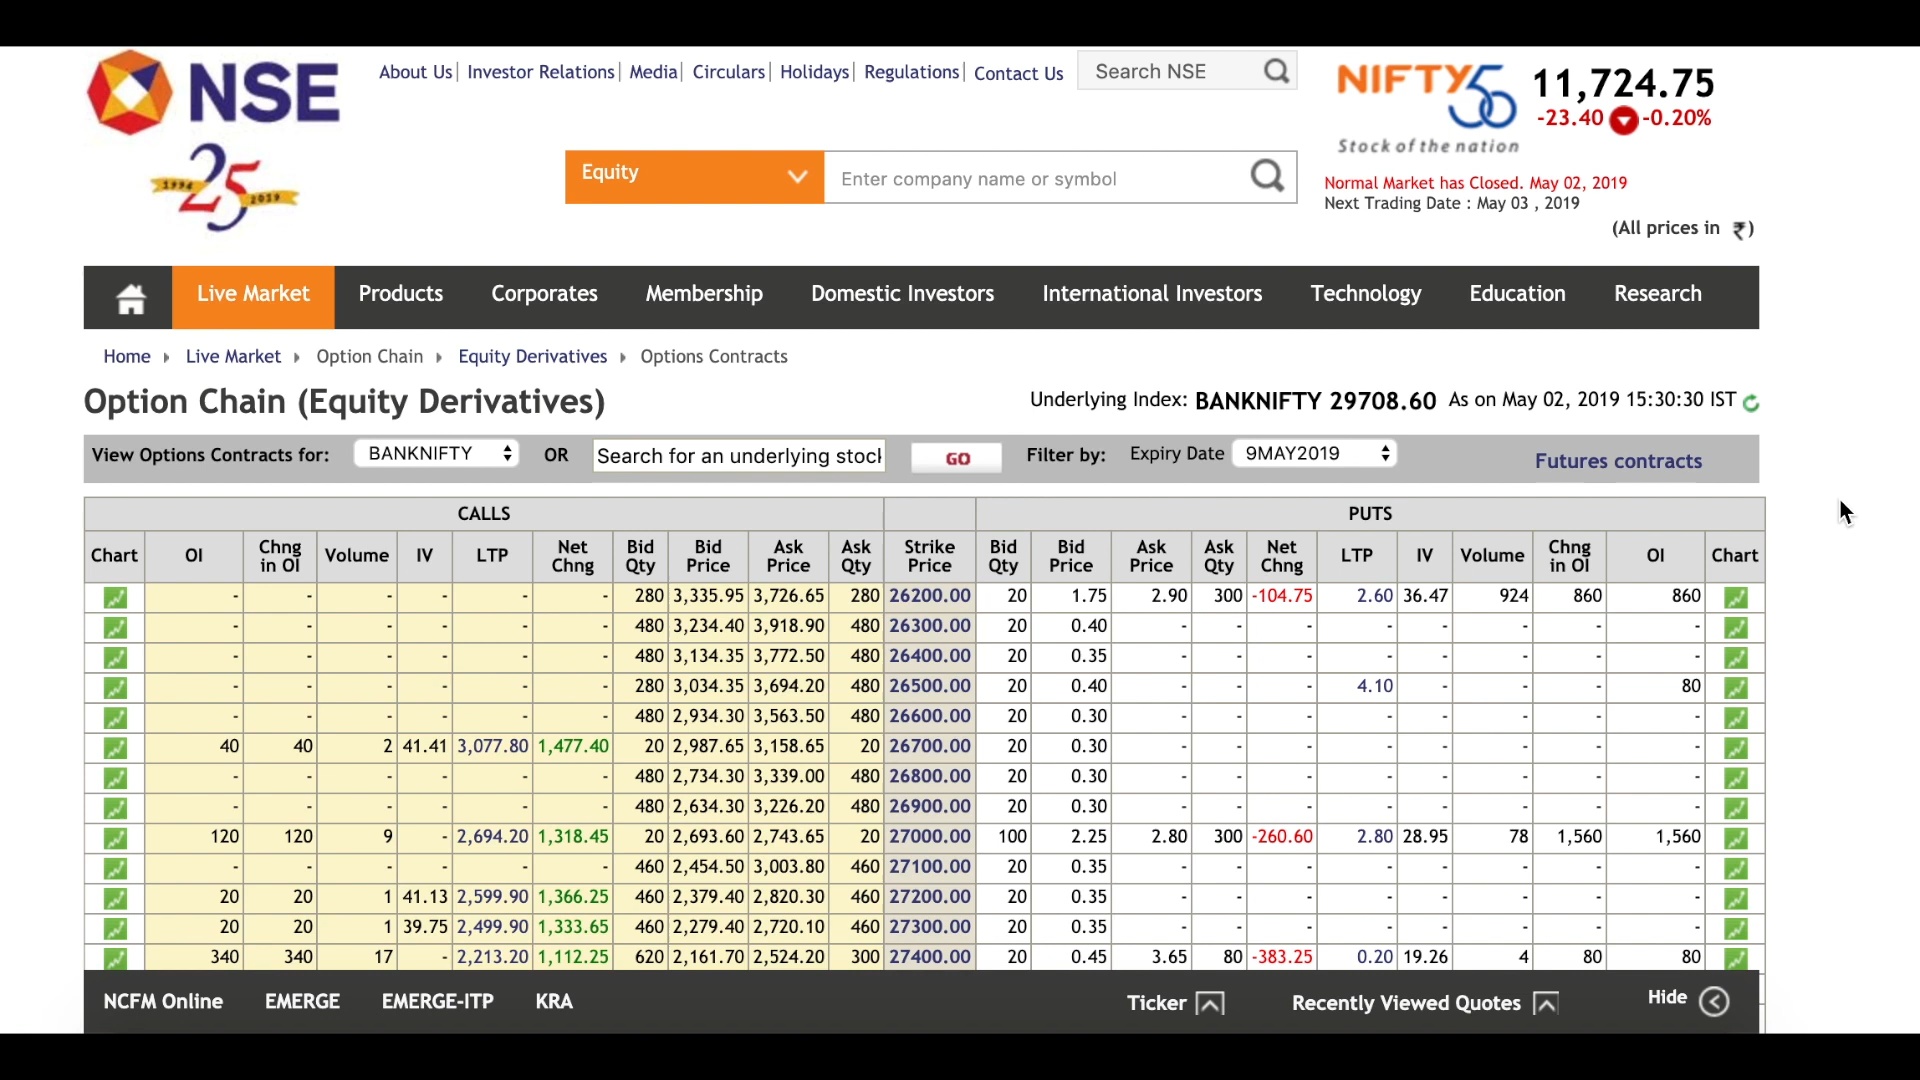 NSE
About Us | Investor Relations | Media | Circulars | Holidays | Regulations | Contact Us
Search NSE
NIFTY 50
Stock of the nation
11,724.75
-23.40 -0.20%
1994 25 2019
Equity
Enter company name or symbol
Normal Market has Closed. May 02, 2019
Next Trading Date : May 03 , 2019
(All prices in ₹)
Live Market Products Corporates Membership Domestic Investors International Investors Technology Education Research
Home Live Market Option Chain Equity Derivatives Options Contracts
Option Chain (Equity Derivatives)
Underlying Index: BANKNIFTY 29708.60 As on May 02, 2019 15:30:30 IST
View Options Contracts for: BANKNIFTY OR Search for an underlying stock GO Filter by: Expiry Date 9MAY2019 Futures contracts
CALLS PUTS
Chart OI Chng in OI Volume IV LTP Net Chng Bid Qty Bid Price Ask Price Ask Qty Strike Price Bid Qty Bid Price Ask Price Ask Qty Net Chng LTP IV Volume Chng in OI OI Chart
- - - - - - 280 3,335.95 3,726.65 280 26200.00 20 1.75 2.90 300 -104.75 2.60 36.47 924 860 860
- - - - - - 480 3,234.40 3,918.90 480 26300.00 20 0.40 - - - - - - - -
- - - - - - 480 3,134.35 3,772.50 480 26400.00 20 0.35 - - - - - - - -
- - - - - - 280 3,034.35 3,694.20 480 26500.00 20 0.40 - - - 4.10 - - - 80
- - - - - - 480 2,934.30 3,563.50 480 26600.00 20 0.30 - - - - - - - -
40 40 2 41.41 3,077.80 1,477.40 20 2,987.65 3,158.65 20 26700.00 20 0.30 - - - - - - - -
- - - - - - 480 2,734.30 3,339.00 480 26800.00 20 0.30 - - - - - - - -
- - - - - - 480 2,634.30 3,226.20 480 26900.00 20 0.30 - - - - - - - -
120 120 9 - 2,694.20 1,318.45 20 2,693.60 2,743.65 20 27000.00 100 2.25 2.80 300 -260.60 2.80 28.95 78 1,560 1,560
- - - - - - 460 2,454.50 3,003.80 460 27100.00 20 0.35 - - - - - - - -
20 20 1 41.13 2,599.90 1,366.25 460 2,379.40 2,820.30 460 27200.00 20 0.35 - - - - - - - -
20 20 1 39.75 2,499.90 1,333.65 460 2,279.40 2,720.10 460 27300.00 20 0.35 - - - - - - - -
340 340 17 - 2,213.20 1,112.25 620 2,161.70 2,524.20 300 27400.00 20 0.45 3.65 80 -383.25 0.20 19.26 4 80 80
NCFM Online EMERGE EMERGE-ITP KRA Ticker Recently Viewed Quotes Hide